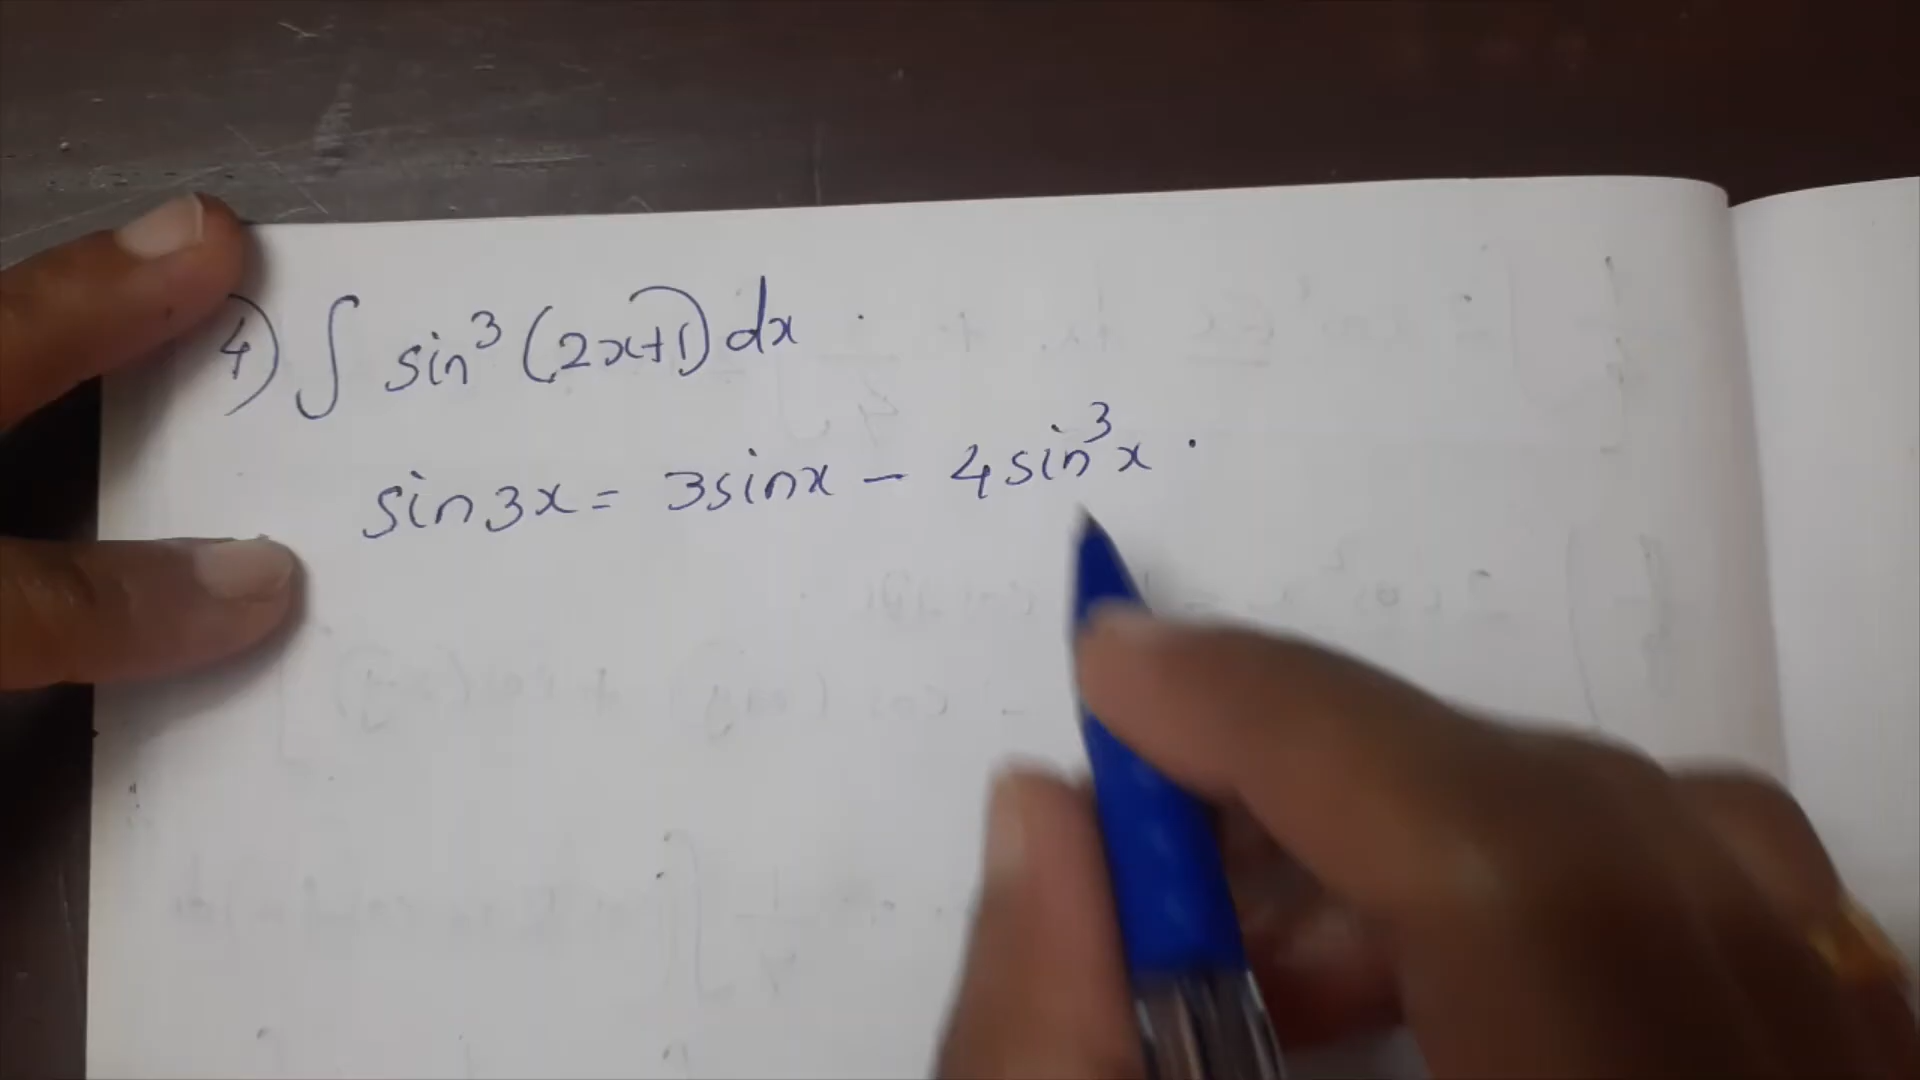 4) ∫ sin³ (2x+1) dx .
sin3x = 3sinx - 4sin³x .